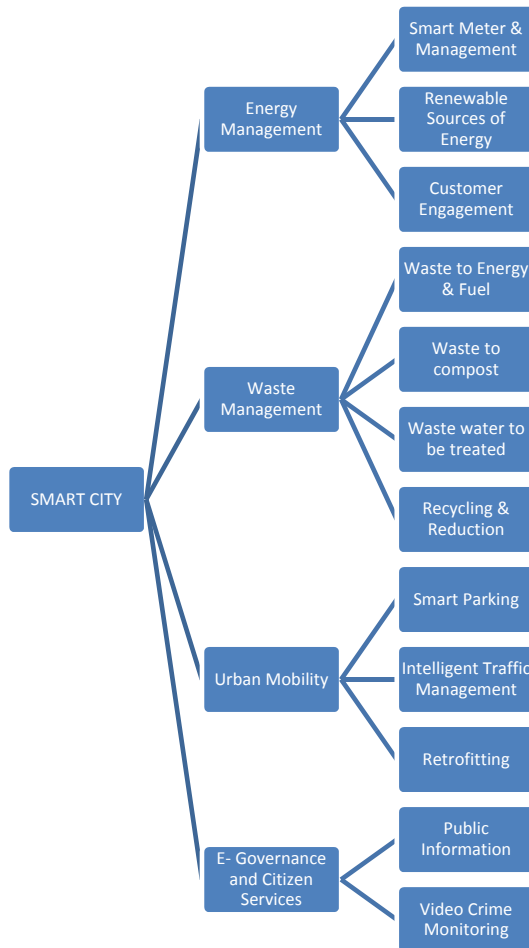 Smart Meter &
Management
Energy
Management
Renewable
Sources of
Energy
Customer
Engagement
Waste to Energy
& Fuel
Waste to
compost
Waste
Management
Waste water to
be treated
SMART CITY
Recycling &
Reduction
Smart Parking
Urban Mobility
Intelligent Traffic
Management
Retrofitting
Public
Information
E- Governance
and Citizen
Services
Video Crime
Monitoring